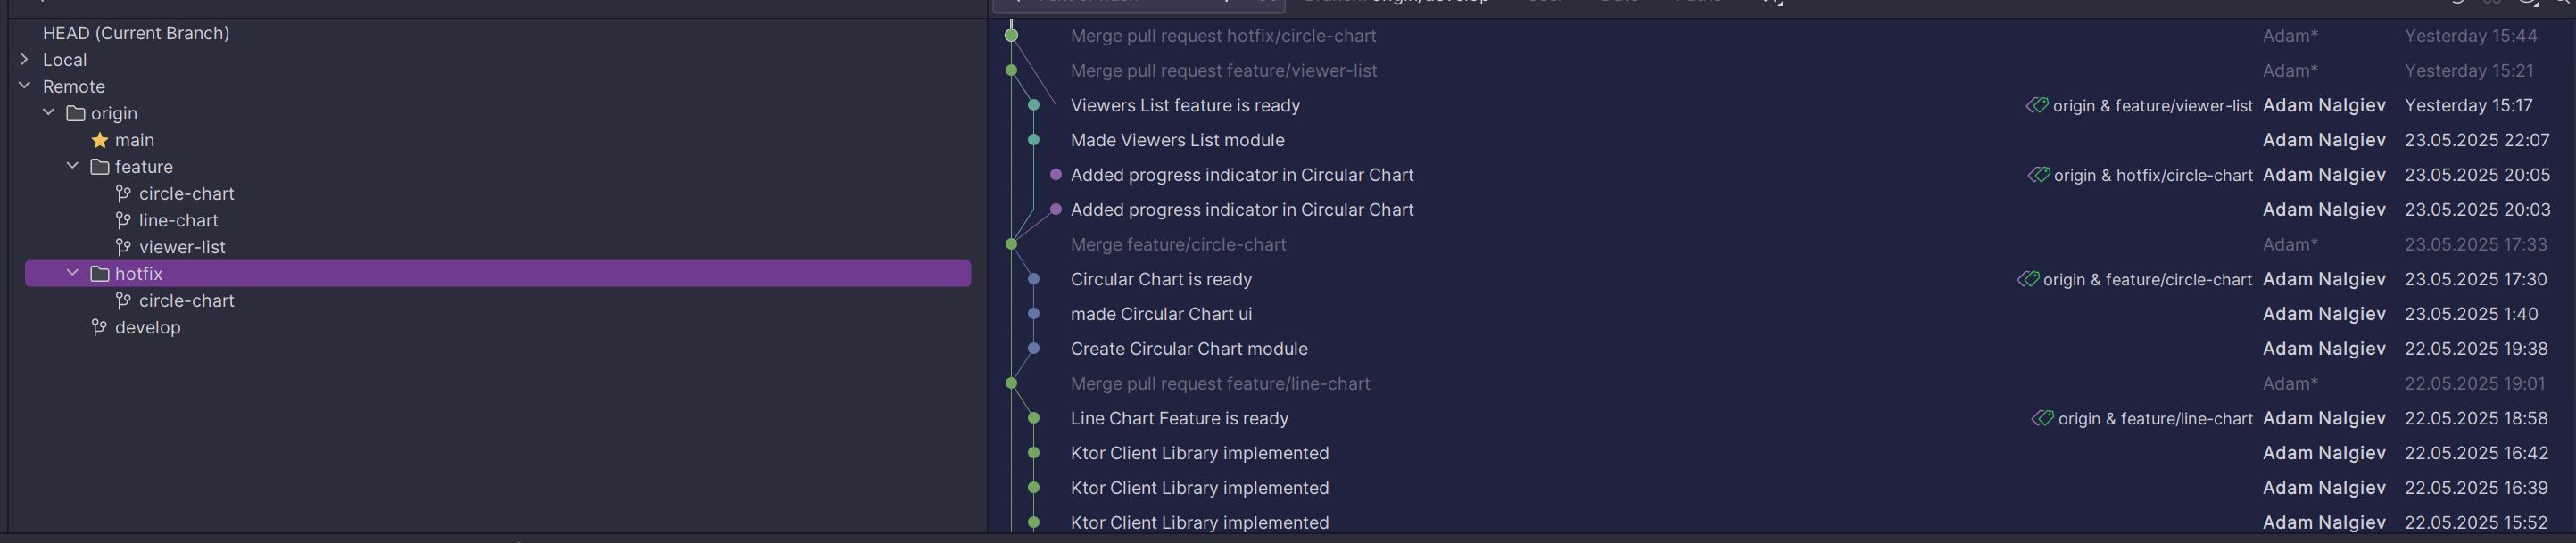 HEAD (Current Branch)
Local
Remote
origin
main
feature
circle-chart
line-chart
viewer-list
hotfix
circle-chart
develop
Merge pull request hotfix/circle-chart Adam* Yesterday 15:44
Merge pull request feature/viewer-list Adam* Yesterday 15:21
Viewers List feature is ready origin & feature/viewer-list Adam Nalgiev Yesterday 15:17
Made Viewers List module Adam Nalgiev 23.05.2025 22:07
Added progress indicator in Circular Chart origin & hotfix/circle-chart Adam Nalgiev 23.05.2025 20:05
Added progress indicator in Circular Chart Adam Nalgiev 23.05.2025 20:03
Merge feature/circle-chart Adam* 23.05.2025 17:33
Circular Chart is ready origin & feature/circle-chart Adam Nalgiev 23.05.2025 17:30
made Circular Chart ui Adam Nalgiev 23.05.2025 1:40
Create Circular Chart module Adam Nalgiev 22.05.2025 19:38
Merge pull request feature/line-chart Adam* 22.05.2025 19:01
Line Chart Feature is ready origin & feature/line-chart Adam Nalgiev 22.05.2025 18:58
Ktor Client Library implemented Adam Nalgiev 22.05.2025 16:42
Ktor Client Library implemented Adam Nalgiev 22.05.2025 16:39
Ktor Client Library implemented Adam Nalgiev 22.05.2025 15:52